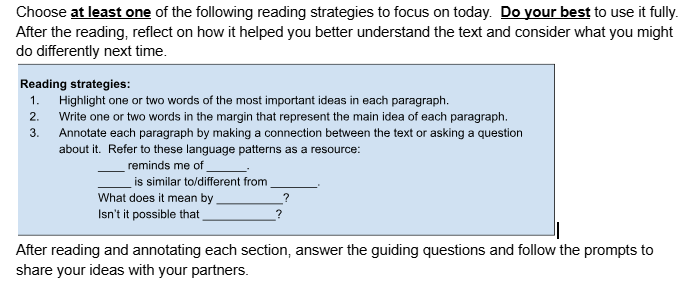 Choose at least one of the following reading strategies to focus on today.  Do your best to use it fully.
After the reading, reflect on how it helped you better understand the text and consider what you might
do differently next time.
Reading strategies:
1. Highlight one or two words of the most important ideas in each paragraph.
2. Write one or two words in the margin that represent the main idea of each paragraph.
3. Annotate each paragraph by making a connection between the text or asking a question
about it.  Refer to these language patterns as a resource:
____ reminds me of ______.
_____ is similar to/different from _______.
What does it mean by __________?
Isn't it possible that ___________?
After reading and annotating each section, answer the guiding questions and follow the prompts to
share your ideas with your partners.